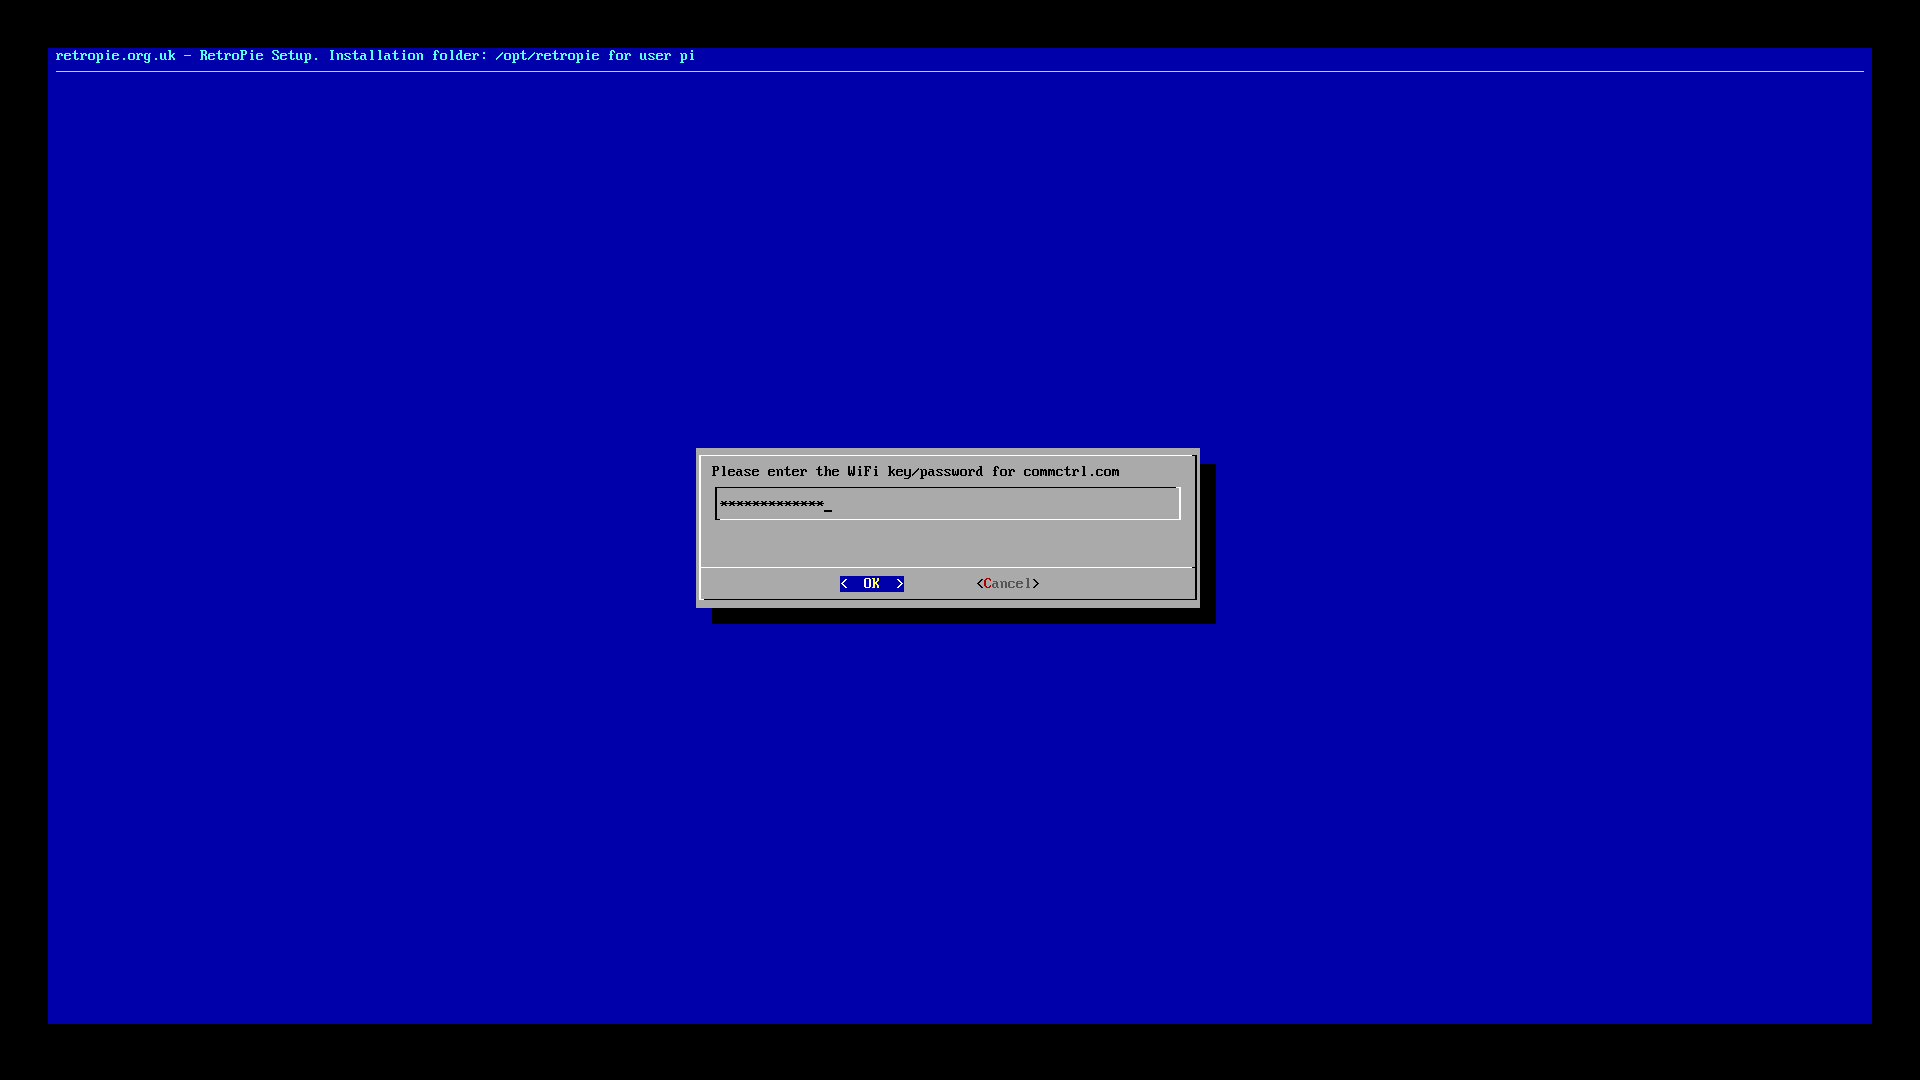 retropie.org.uk - RetroPie Setup. Installation folder: /opt/retropie for user pi
Please enter the WiFi key/password for commctrl.com
*************_
<  OK  > <Cancel>